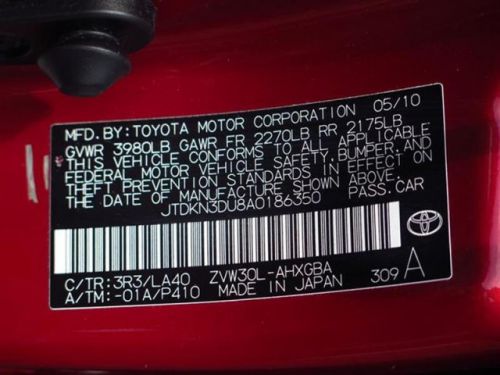 MFD. BY: TOYOTA MOTOR CORPORATION 05/10
GVWR 3980LB GAWR FR 2270LB RR 2175LB
THIS VEHICLE CONFORMS TO ALL APPLICABLE
FEDERAL MOTOR VEHICLE SAFETY, BUMPER, AND
THEFT PREVENTION STANDARDS IN EFFECT ON
THE DATE OF MANUFACTURE SHOWN ABOVE.
JTDKN3DU8A0186350 PASS. CAR
C/TR: 3R3/LA40 ZVW30L-AHXGBA
A/TM: -01A/P410 MADE IN JAPAN 309 A